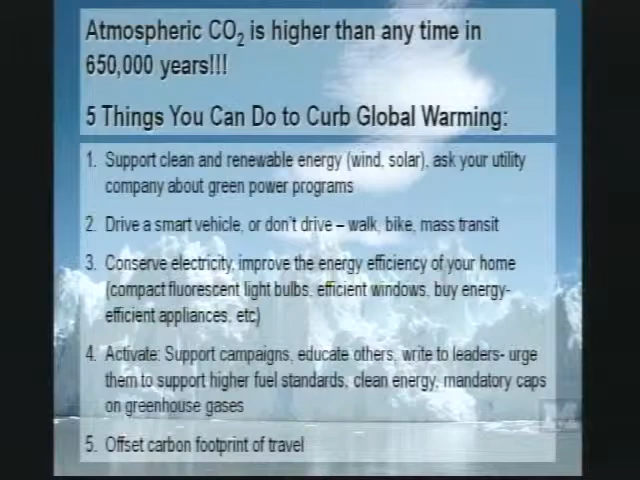 Atmospheric CO2 is higher than any time in
650,000 years!!!
5 Things You Can Do to Curb Global Warming:
1. Support clean and renewable energy (wind, solar), ask your utility
company about green power programs
2. Drive a smart vehicle, or don't drive – walk, bike, mass transit
3. Conserve electricity, improve the energy efficiency of your home
(compact fluorescent light bulbs, efficient windows, buy energy-
efficient appliances, etc)
4. Activate: Support campaigns, educate others, write to leaders- urge
them to support higher fuel standards, clean energy, mandatory caps
on greenhouse gases
5. Offset carbon footprint of travel